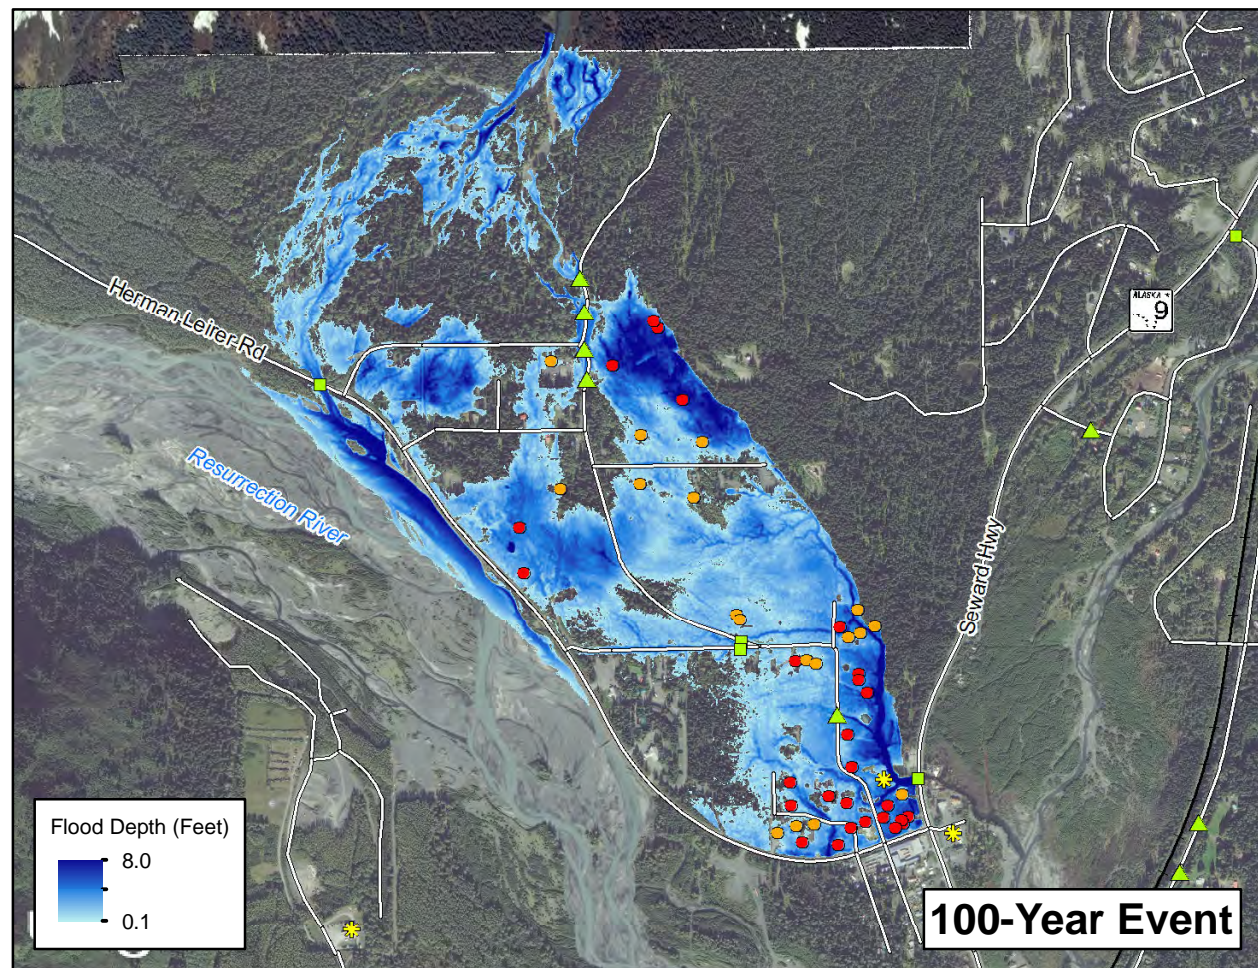 ALASKA
9
Herman Leirer Rd
Resurrection River
Seward Hwy
Flood Depth (Feet)
8.0
0.1
100-Year Event